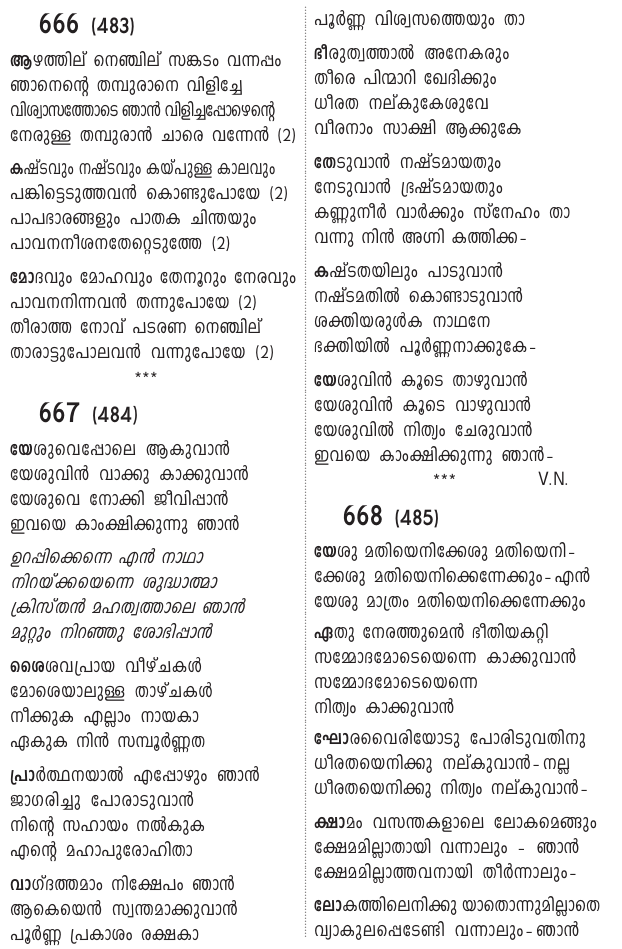 666 (483)
ആഴത്തില് നെഞ്ചില് സങ്കടം വന്നപ്പം
ഞാനെന്റെ തമ്പുരാനെ വിളിച്ചേ
വിശ്വാസത്തോടെ ഞാൻ വിളിച്ചപ്പോഴെന്റെ
നേരുള്ള തമ്പുരാൻ ചാരെ വന്നേൻ (2)
കഷ്ടവും നഷ്ടവും കയ്പുള്ള കാലവും
പങ്കിട്ടെടുത്തവൻ കൊണ്ടുപോയേ (2)
പാപഭാരങ്ങളും പാതക ചിന്തയും
പാവനനീശനതേറ്റെടുത്തേ (2)
മോദവും മോഹവും തേനൂറും നേരവും
പാവനനിന്നവൻ തന്നുപോയേ (2)
തീരാത്ത നോവ് പടരണ നെഞ്ചില്
താരാട്ടുപോലവൻ വന്നുപോയേ (2)
***
667 (484)
യേശുവെപ്പോലെ ആകുവാൻ
യേശുവിൻ വാക്കു കാക്കുവാൻ
യേശുവെ നോക്കി ജീവിപ്പാൻ
ഇവയെ കാംക്ഷിക്കുന്നു ഞാൻ
ഉറപ്പിക്കെന്നെ എൻ നാഥാ
നിറയ്ക്കയെന്നെ ശുദ്ധാത്മാ
ക്രിസ്തൻ മഹത്വത്താലെ ഞാൻ
മുറ്റും നിറഞ്ഞു ശോഭിപ്പാൻ
ശൈശവപ്രായ വീഴ്ചകൾ
മോശെയാലുള്ള താഴ്ചകൾ
നീക്കുക എല്ലാം നായകാ
ഏകുക നിൻ സമ്പൂർണ്ണത
പ്രാർത്ഥനയാൽ എപ്പോഴും ഞാൻ
ജാഗരിച്ചു പോരാടുവാൻ
നിന്റെ സഹായം നൽകുക
എന്റെ മഹാപുരോഹിതാ
വാഗ്ദത്തമാം നിക്ഷേപം ഞാൻ
ആകെയെൻ സ്വന്തമാക്കുവാൻ
പൂർണ്ണ പ്രകാശം രക്ഷകാ
പൂർണ്ണ വിശ്വസത്തെയും താ
ഭീരുത്വത്താൽ അനേകരും
തീരെ പിന്മാറി ഖേദിക്കും
ധീരത നല്കുകേശുവേ
വീരനാം സാക്ഷി ആക്കുകേ
തേടുവാൻ നഷ്ടമായതും
നേടുവാൻ ഭ്രഷ്ടമായതും
കണ്ണുനീർ വാർക്കും സ്നേഹം താ
വന്നു നിൻ അഗ്നി കത്തിക്ക-
കഷ്ടതയിലും പാടുവാൻ
നഷ്ടമതിൽ കൊണ്ടാടുവാൻ
ശക്തിയരുൾക നാഥനേ
ഭക്തിയിൽ പൂർണ്ണനാക്കുകേ-
യേശുവിൻ കൂടെ താഴുവാൻ
യേശുവിൻ കൂടെ വാഴുവാൻ
യേശുവിൽ നിത്യം ചേരുവാൻ
ഇവയെ കാംക്ഷിക്കുന്നു ഞാൻ-
*** V.N.
668 (485)
യേശു മതിയെനിക്കേശു മതിയെനി-
ക്കേശു മതിയെനിക്കെന്നേക്കും-എൻ
യേശു മാത്രം മതിയെനിക്കെന്നേക്കും
ഏതു നേരത്തുമെൻ ഭീതിയകറ്റി
സമ്മോദമോടെയെന്നെ കാക്കുവാൻ
സമ്മോദമോടെയെന്നെ
നിത്യം കാക്കുവാൻ
ഘോരവൈരിയോടു പോരിടുവതിനു
ധീരതയെനിക്കു നല്കുവാൻ-നല്ല
ധീരതയെനിക്കു നിത്യം നല്കുവാൻ-
ക്ഷാമം വസന്തകളാലെ ലോകമെങ്ങും
ക്ഷേമമില്ലാതായി വന്നാലും - ഞാൻ
ക്ഷേമമില്ലാത്തവനായി തീർന്നാലും-
ലോകത്തിലെനിക്കു യാതൊന്നുമില്ലാതെ
വ്യാകുലപ്പെടേണ്ടി വന്നാലും-ഞാൻ